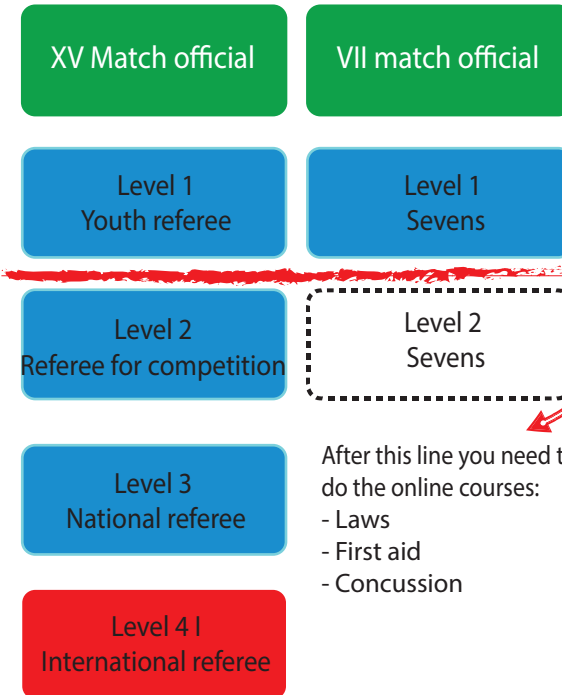 XV Match official
VII match official
Level 1
Youth referee
Level 1
Sevens
Level 2
Referee for competition
Level 2
Sevens
After this line you need t
do the online courses:
- Laws
- First aid
- Concussion
Level 3
National referee
Level 4 I
International referee